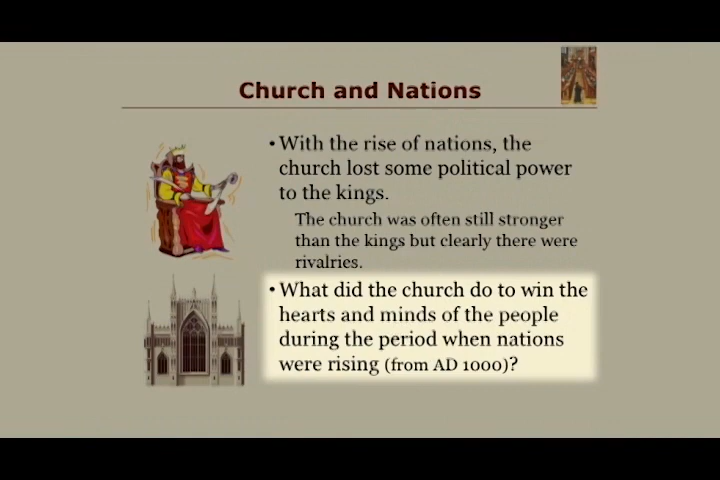 Church and Nations
• With the rise of nations, the
church lost some political power
to the kings.
The church was often still stronger
than the kings but clearly there were
rivalries.
• What did the church do to win the
hearts and minds of the people
during the period when nations
were rising (from AD 1000)?